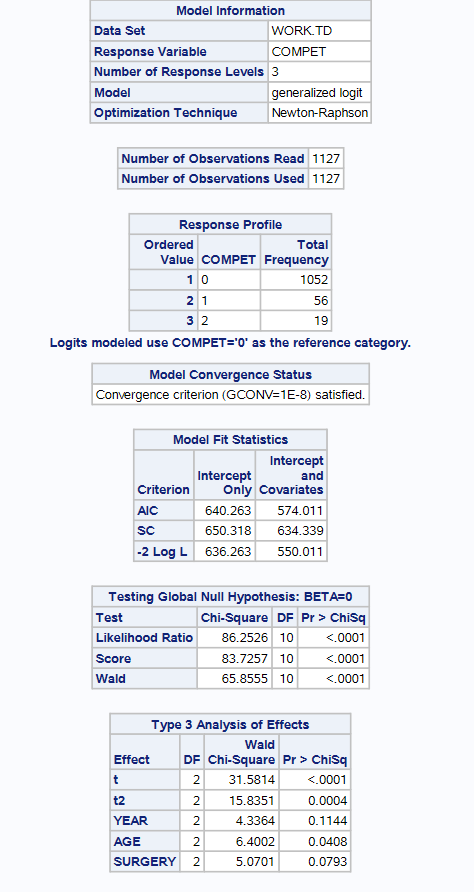 Model Information
Data Set WORK.TD
Response Variable COMPET
Number of Response Levels 3
Model generalized logit
Optimization Technique Newton-Raphson
Number of Observations Read 1127
Number of Observations Used 1127
Response Profile
Ordered Total
Value COMPET Frequency
1 0 1052
2 1 56
3 2 19
Logits modeled use COMPET='0' as the reference category.
Model Convergence Status
Convergence criterion (GCONV=1E-8) satisfied.
Model Fit Statistics
Intercept
Intercept and
Criterion Only Covariates
AIC 640.263 574.011
SC 650.318 634.339
-2 Log L 636.263 550.011
Testing Global Null Hypothesis: BETA=0
Test Chi-Square DF Pr > ChiSq
Likelihood Ratio 86.2526 10 <.0001
Score 83.7257 10 <.0001
Wald 65.8555 10 <.0001
Type 3 Analysis of Effects
Wald
Effect DF Chi-Square Pr > ChiSq
t 2 31.5814 <.0001
t2 2 15.8351 0.0004
YEAR 2 4.3364 0.1144
AGE 2 6.4002 0.0408
SURGERY 2 5.0701 0.0793